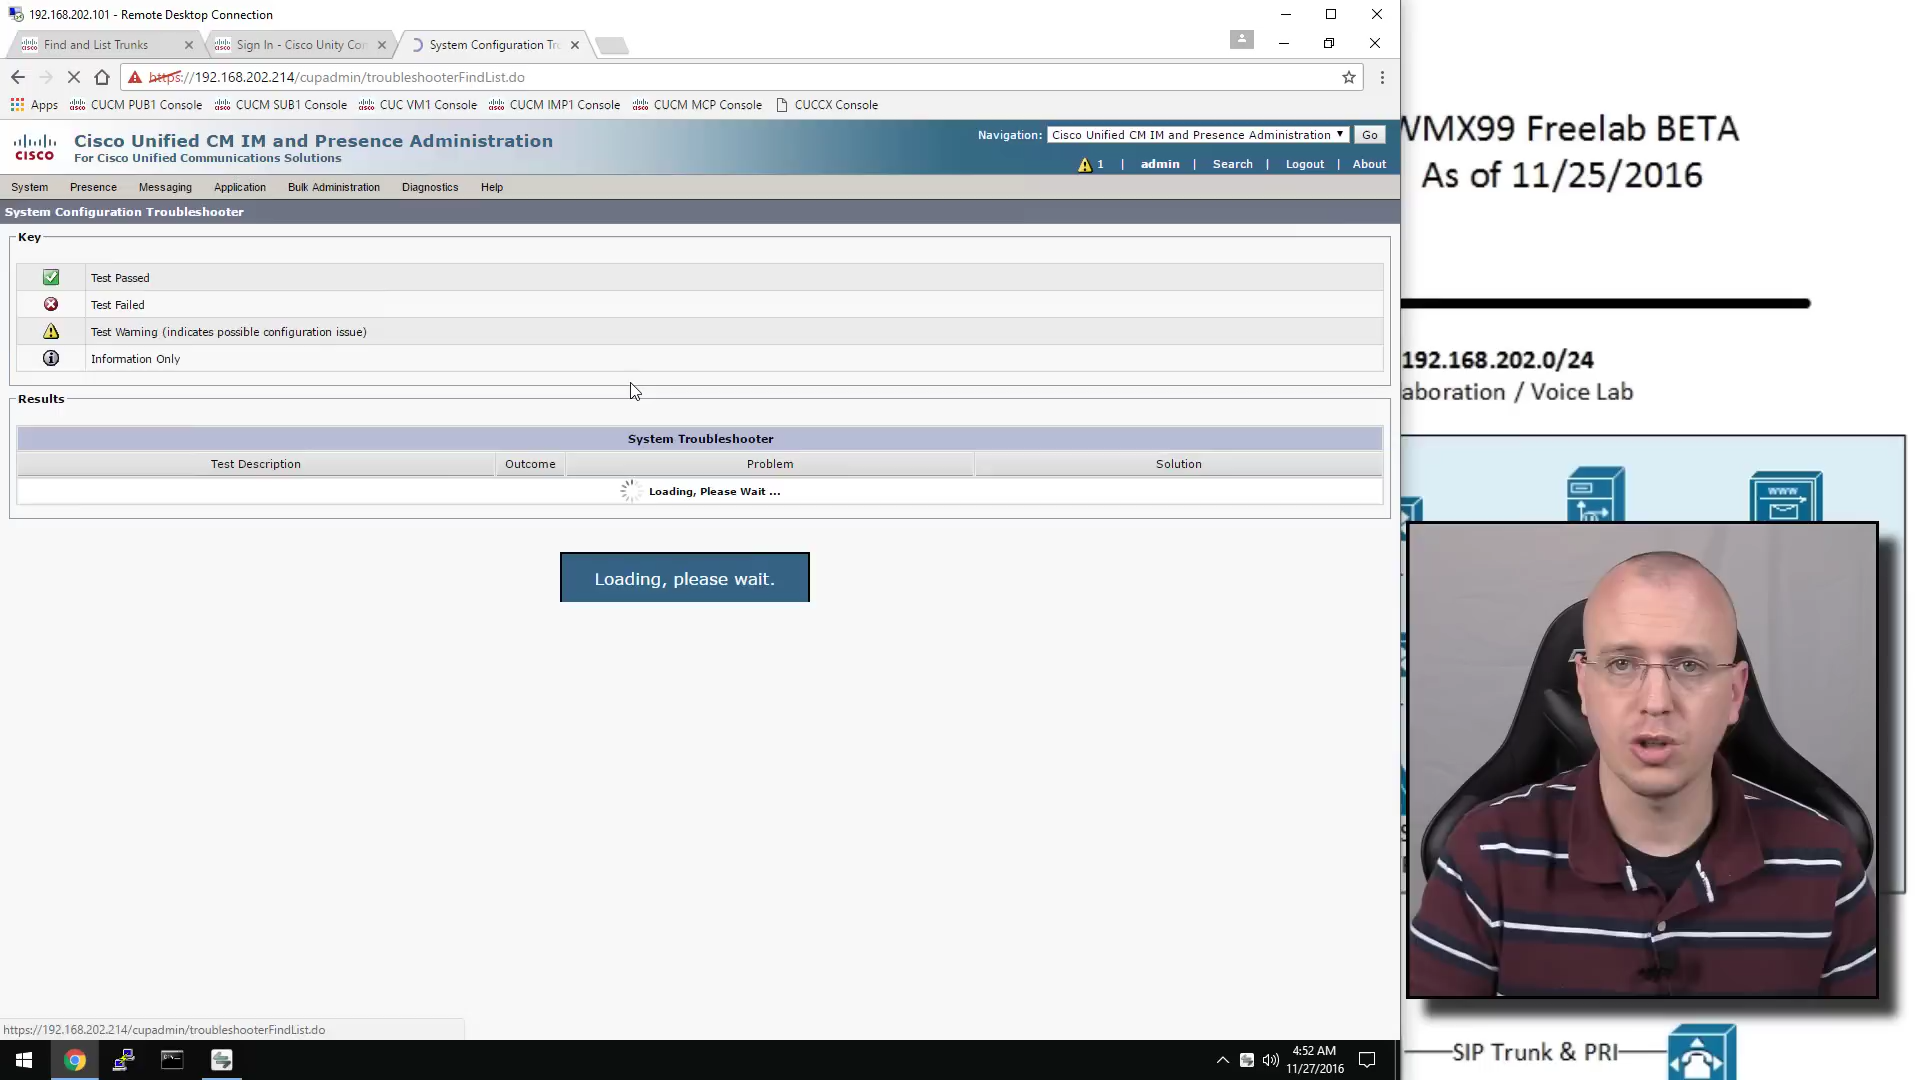 192.168.202.101 - Remote Desktop Connection
Find and List Trunks
Sign In - Cisco Unity Co
System Configuration Tr
https://192.168.202.214/cupadmin/troubleshooterFindList.do
Apps
CUCM PUB1 Console
CUCM SUB1 Console
CUC VM1 Console
CUCM IMP1 Console
CUCM MCP Console
CUCCX Console
CISCO
Cisco Unified CM IM and Presence Administration
For Cisco Unified Communications Solutions
Navigation: Cisco Unified CM IM and Presence Administration Go
1 | admin | Search | Logout | About
System Presence Messaging Application Bulk Administration Diagnostics Help
System Configuration Troubleshooter
Key
Test Passed
Test Failed
Test Warning (indicates possible configuration issue)
Information Only
Results
System Troubleshooter
Test Description Outcome Problem Solution
Loading, Please Wait ...
Loading, please wait.
https://192.168.202.214/cupadmin/troubleshooterFindList.do
4:52 AM
11/27/2016
WMX99 Freelab BETA
As of 11/25/2016
192.168.202.0/24
aboration / Voice Lab
WWW
SIP Trunk & PRI